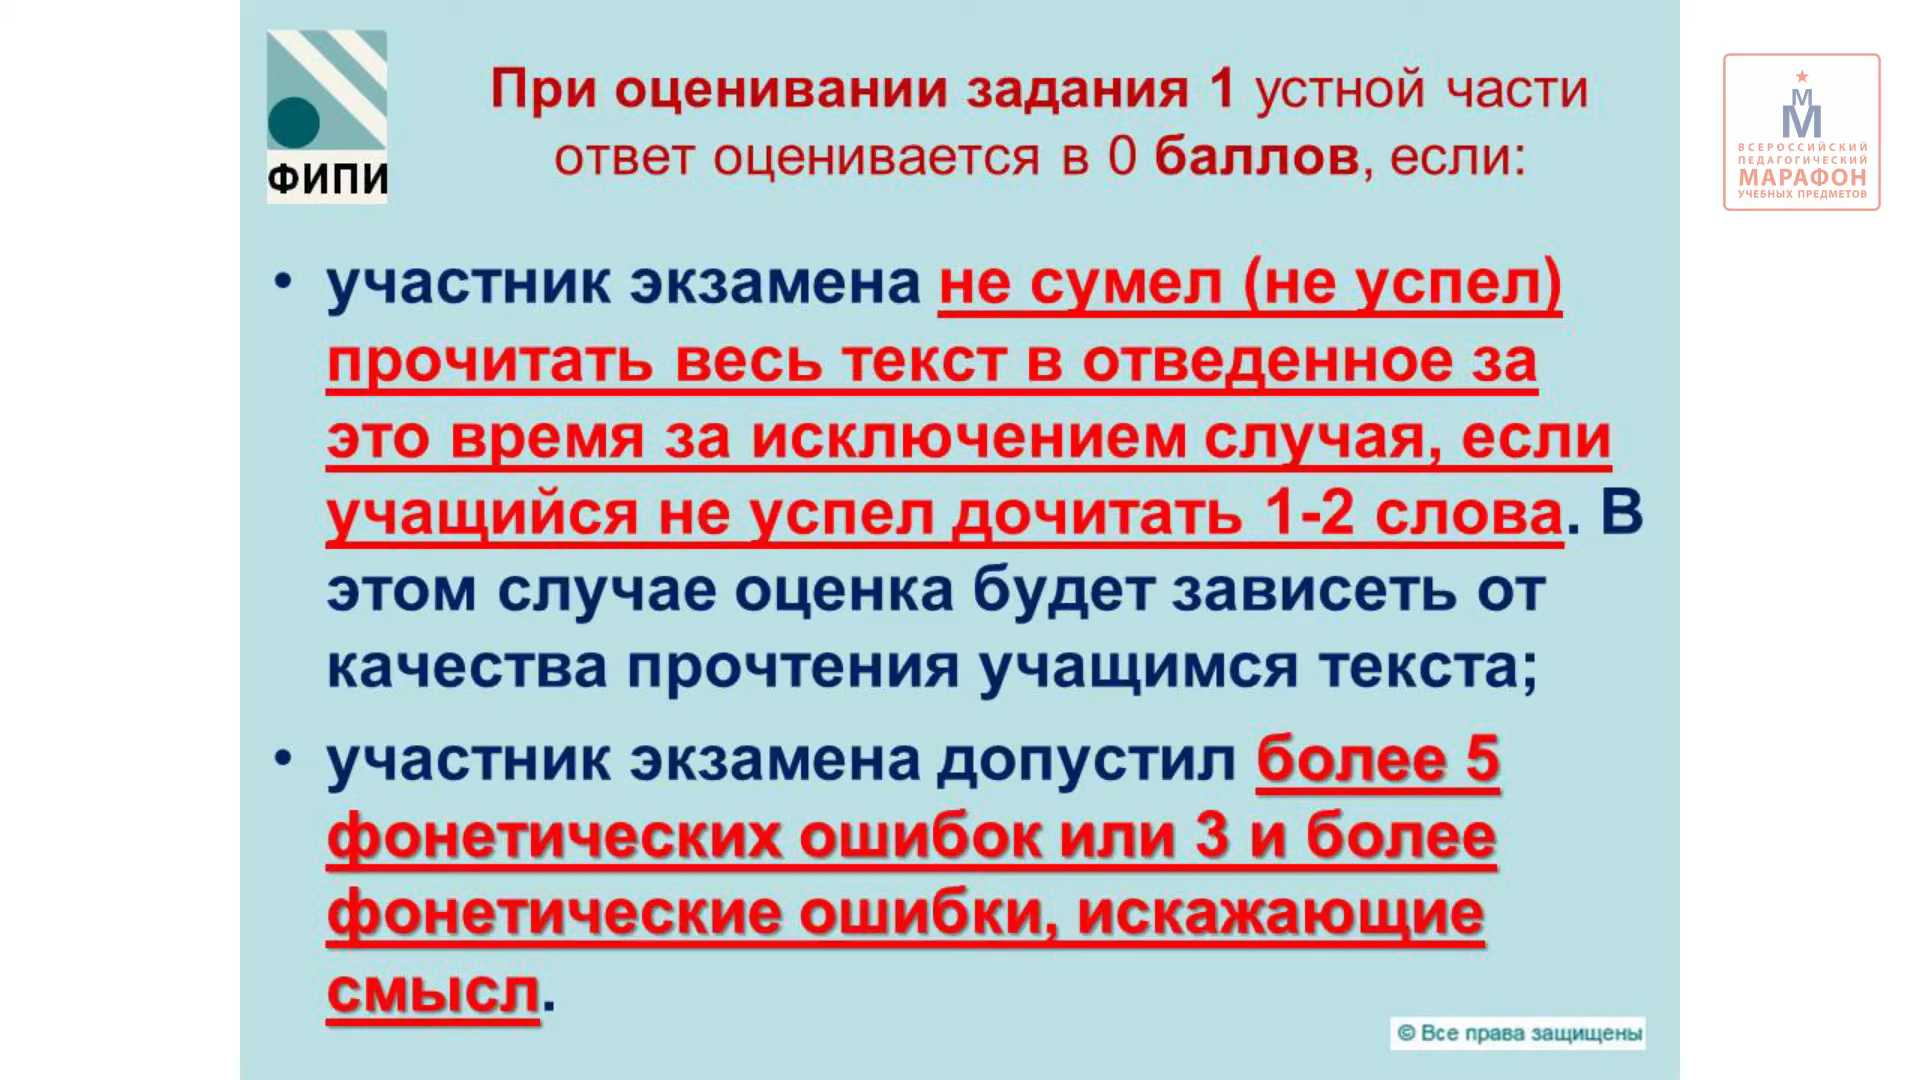 При оценивании задания 1 устной части
ответ оценивается в 0 баллов, если:
ФИПИ
ММ
ВСЕРОССИЙСКИЙ
ПЕДАГОГИЧЕСКИЙ
МАРАФОН
УЧЕБНЫХ ПРЕДМЕТОВ
• участник экзамена не сумел (не успел)
прочитать весь текст в отведенное за
это время за исключением случая, если
учащийся не успел дочитать 1-2 слова. В
этом случае оценка будет зависеть от
качества прочтения учащимся текста;
• участник экзамена допустил более 5
фонетических ошибок или 3 и более
фонетические ошибки, искажающие
смысл.
© Все права защищены